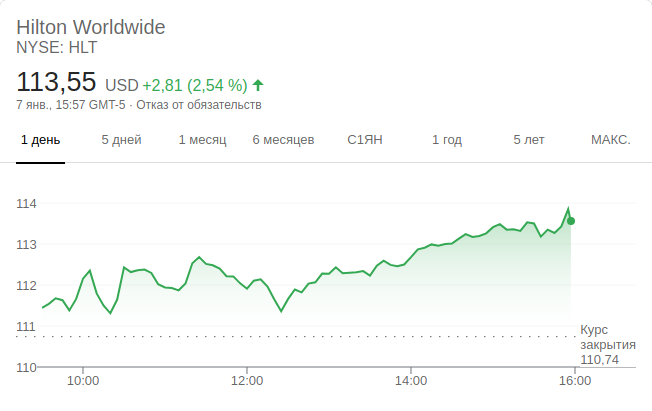 Hilton Worldwide
NYSE: HLT
113,55 USD +2,81 (2,54 %)
7 янв., 15:57 GMT-5 · Отказ от обязательств
1 день 5 дней 1 месяц 6 месяцев С1ЯН 1 год 5 лет МАКС.
114
113
112
111
110
Курс
закрытия
110,74
10:00 12:00 14:00 16:00